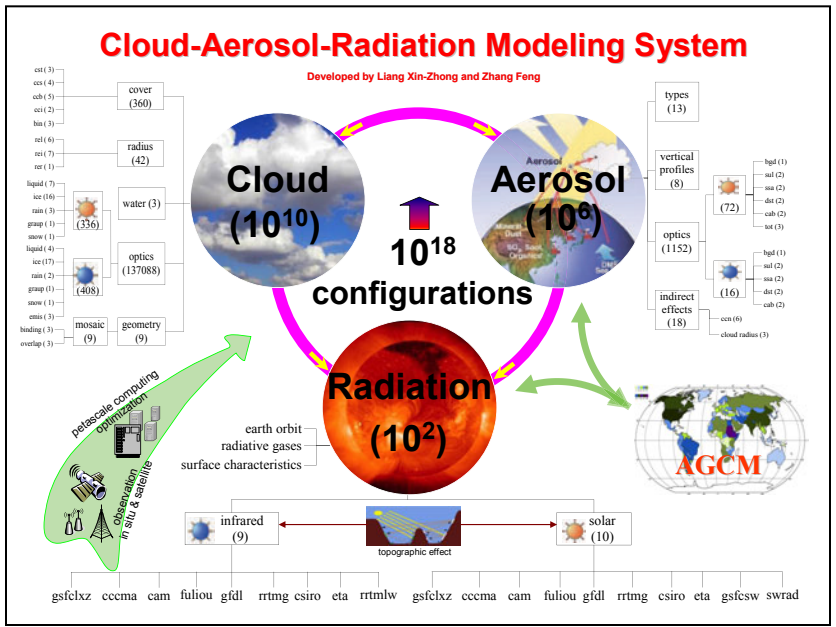 Cloud-Aerosol-Radiation Modeling System
Developed by Liang Xin-Zhong and Zhang Feng
cst ( 3)
ccs ( 4)
ccb ( 5)
cci ( 2)
bin ( 3)
cover
(360)
rel ( 6)
rei ( 7)
rer ( 1)
radius
(42)
water (3)
liquid ( 7)
ice (16)
rain ( 3)
graup ( 1)
snow ( 1)
(336)
optics
(137088)
liquid ( 4)
ice (17)
rain ( 2)
graup (1)
snow ( 1)
emis ( 3)
(408)
binding ( 3)
overlap ( 3)
mosaic
(9)
geometry
(9)
Cloud
(10¹⁰)
Aerosol
Aerosol
(10⁶)
Mineral
Dust
SO₂ Soot,
Organics
DMS
Sea
10¹⁸
configurations
Radiation
(10²)
types
(13)
vertical
profiles
(8)
optics
(1152)
indirect
effects
(18)
(72)
bgd (1)
sul (2)
ssa (2)
dst (2)
cab (2)
tot (3)
(16)
bgd (1)
sul (2)
ssa (2)
dst (2)
cab (2)
ccn (6)
cloud radius (3)
petascale computing
optimization
observation
in situ & satellite
earth orbit
radiative gases
surface characteristics
AGCM
infrared
(9)
topographic effect
solar
(10)
gsfclxz cccma cam fuliou gfdl rrtmg csiro eta rrtmlw
gsfclxz cccma cam fuliou gfdl rrtmg csiro eta gsfcsw swrad